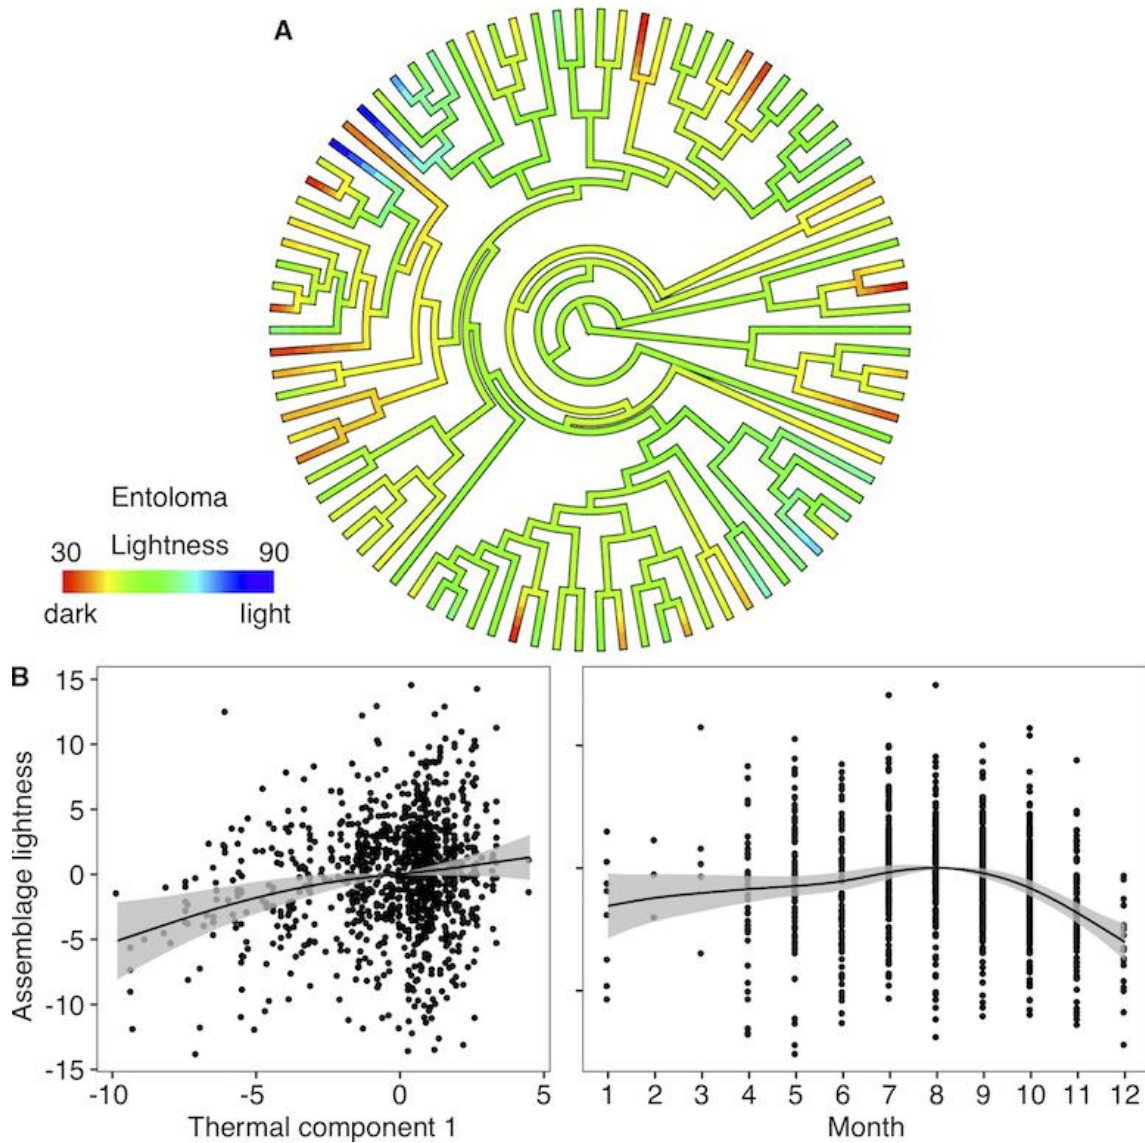 A
Entoloma
Lightness
30 90
dark light
B
Assemblage lightness
15
10
5
0
-5
-10
-15
-10 -5 0 5
Thermal component 1
1 2 3 4 5 6 7 8 9 10 11 12
Month